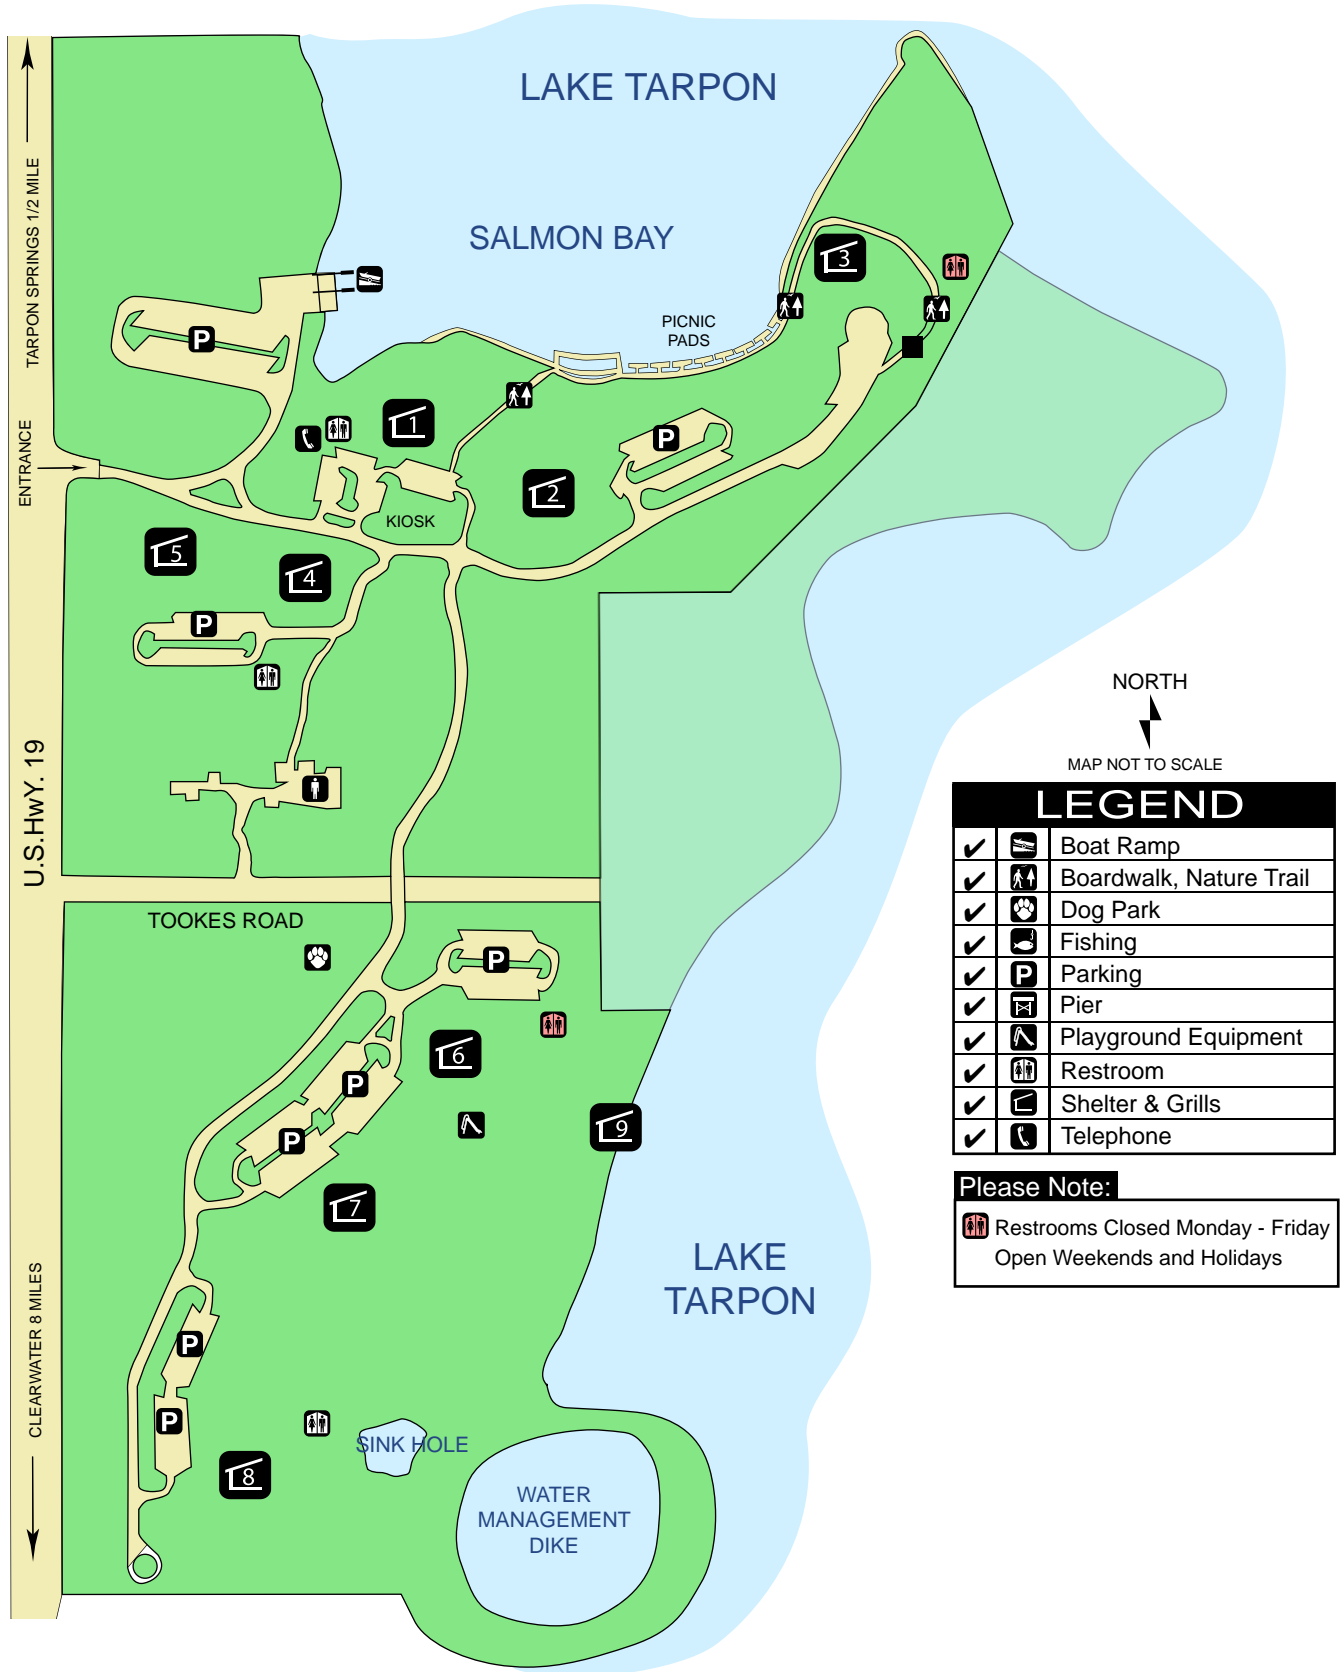 LAKE TARPON
SALMON BAY
PICNIC
PADS
TARPON SPRINGS 1/2 MILE
ENTRANCE
U.S.HwY. 19
CLEARWATER 8 MILES
P
3
1
P
2
KIOSK
5
4
P
TOOKES ROAD
P
6
P
9
P
7
LAKE
TARPON
P
P
8
SINK HOLE
WATER
MANAGEMENT
DIKE
NORTH
MAP NOT TO SCALE
LEGEND
✔ Boat Ramp
✔ Boardwalk, Nature Trail
✔ Dog Park
✔ Fishing
✔ P Parking
✔ Pier
✔ Playground Equipment
✔ Restroom
✔ Shelter & Grills
✔ Telephone
Please Note:
Restrooms Closed Monday - Friday
Open Weekends and Holidays